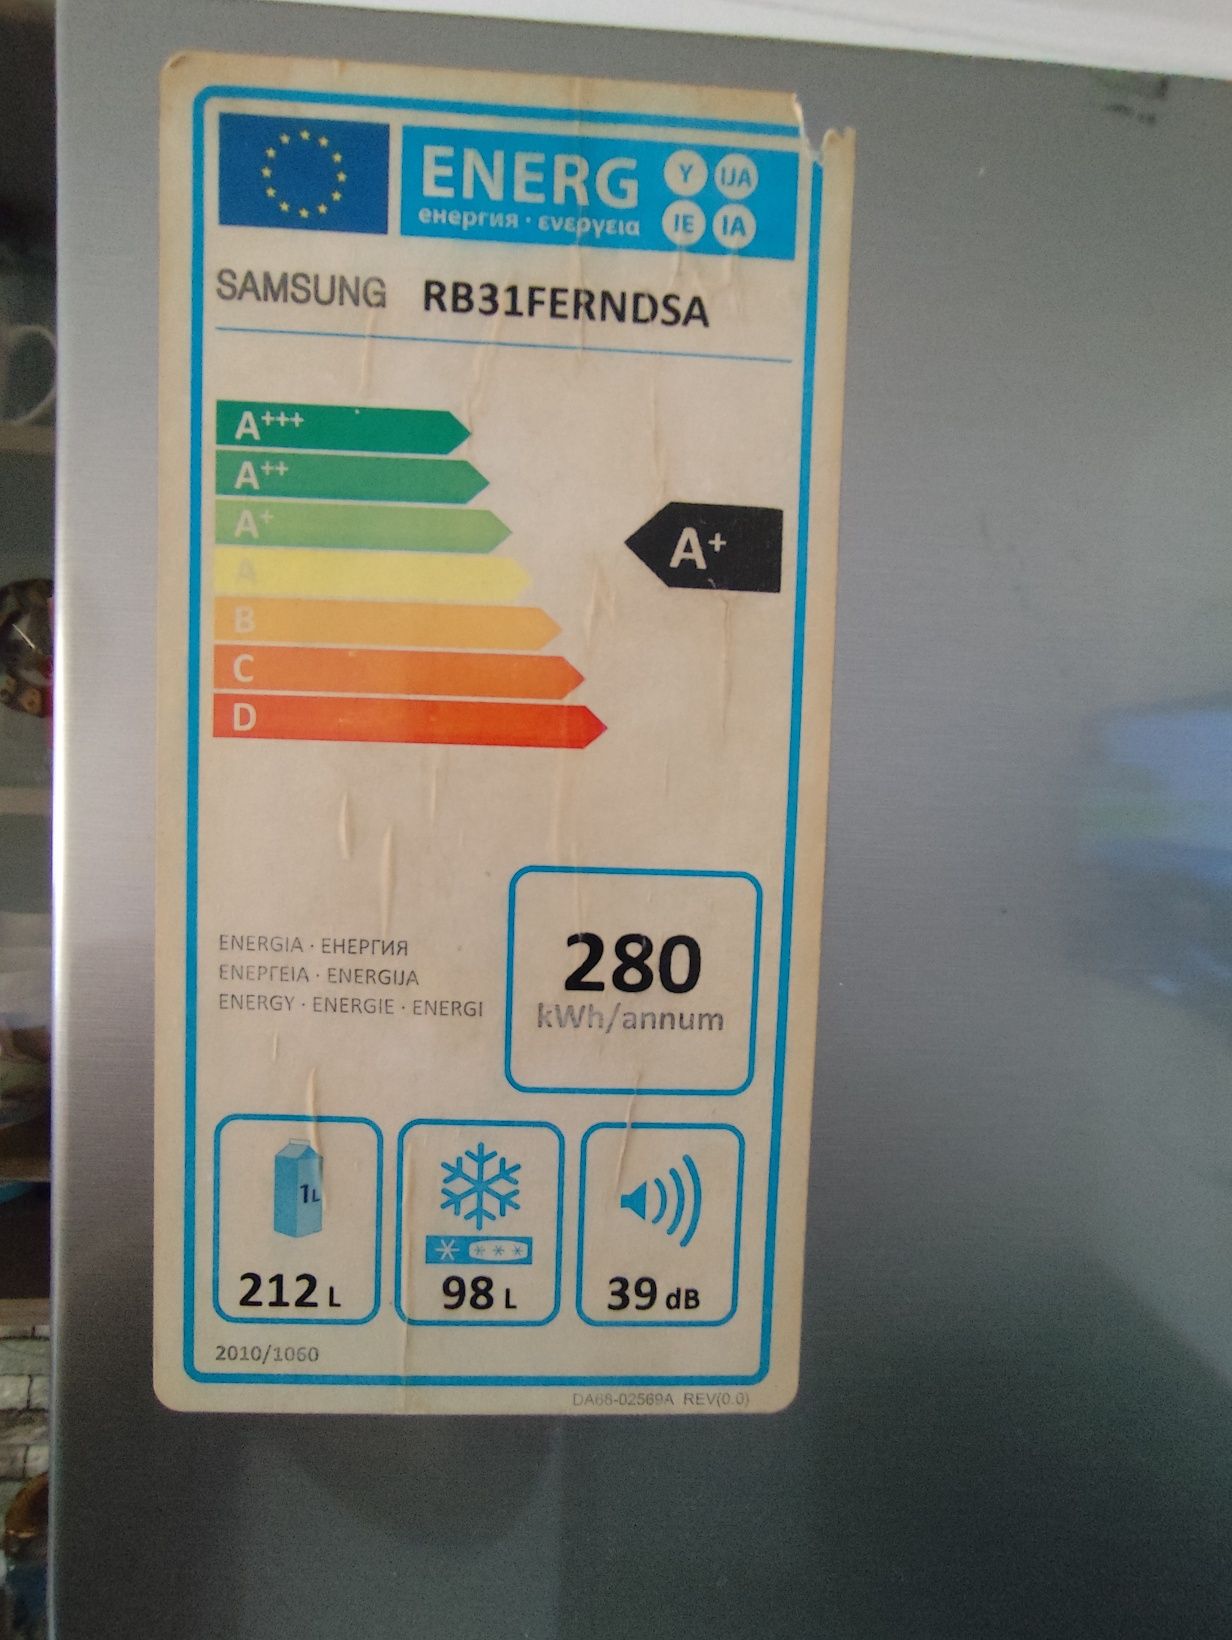 ENERG Y IJA
енергия · ενεργεια IE IA
SAMSUNG RB31FERNDSA
A+++
A++
A+
A+
A
B
C
D
ENERGIA · ЕНЕРГИЯ
ΕΝΕΡΓΕΙΑ · ENERGIJA
ENERGY · ENERGIE · ENERGI
280
kWh/annum
1L
212 L
98 L
39 dB
2010/1060
DA68-02569A REV(0.0)